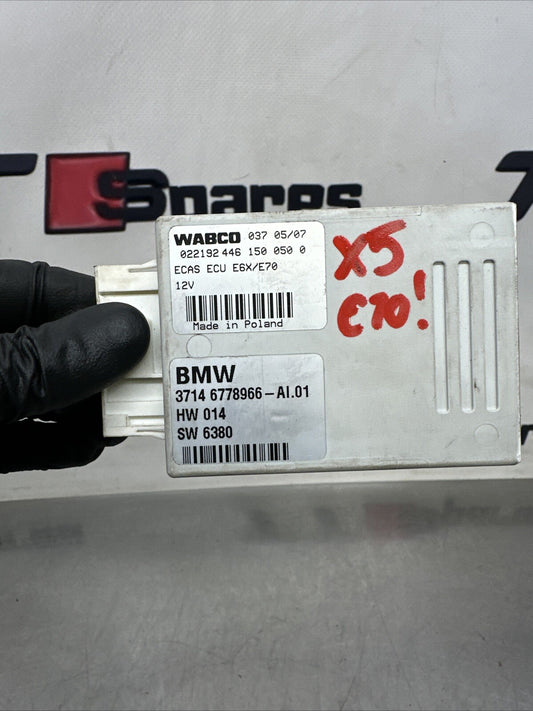 Spares
WABCO 037 05/07
022192 446 150 050 0
ECAS ECU E6X/E70
12V
Made in Poland
X5
E70!
BMW
3714 6778966-AI.01
HW 014
SW 6380